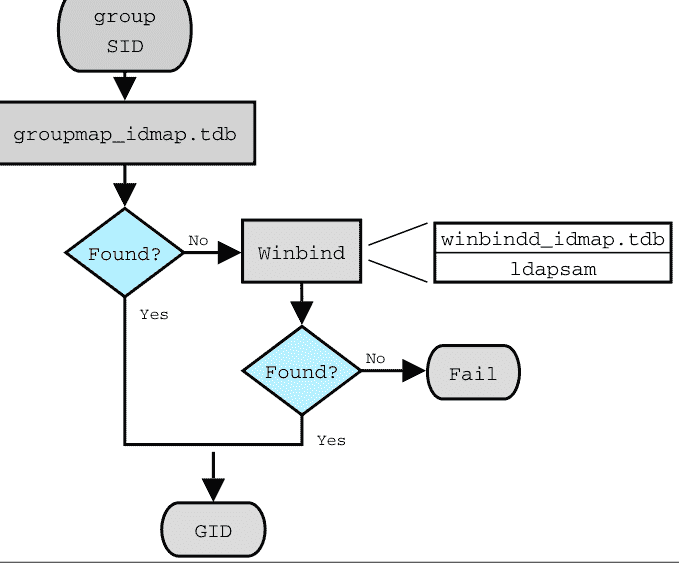 group
SID
groupmap_idmap.tdb
Found?
No
Winbind
winbindd_idmap.tdb
ldapsam
Yes
Found?
No
Fail
Yes
GID